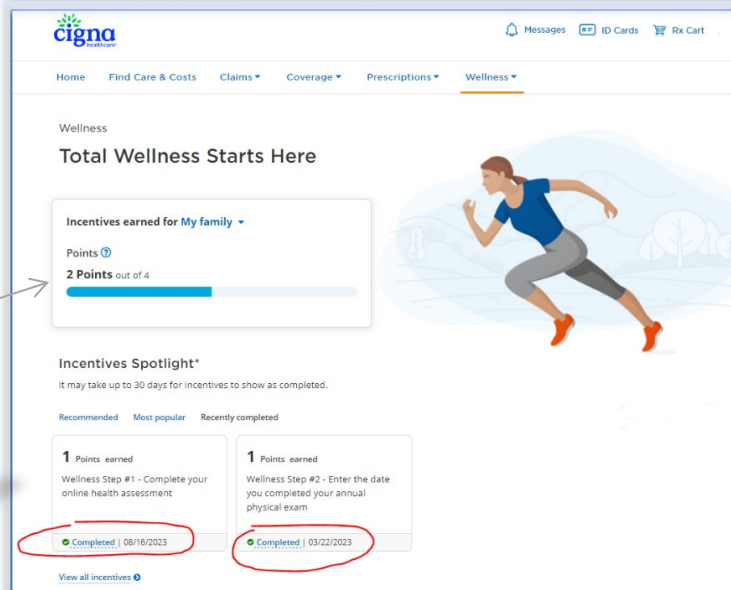 cigna
healthcare
Messages ID Cards Rx Cart
Home Find Care & Costs Claims Coverage Prescriptions Wellness
Wellness
Total Wellness Starts Here
Incentives earned for My family
Points ?
2 Points out of 4
Incentives Spotlight*
It may take up to 30 days for incentives to show as completed.
Recommended Most popular Recently completed
1 Points earned
Wellness Step #1 - Complete your
online health assessment
Completed | 08/16/2023
1 Points earned
Wellness Step #2 - Enter the date
you completed your annual
physical exam
Completed | 03/22/2023
View all incentives